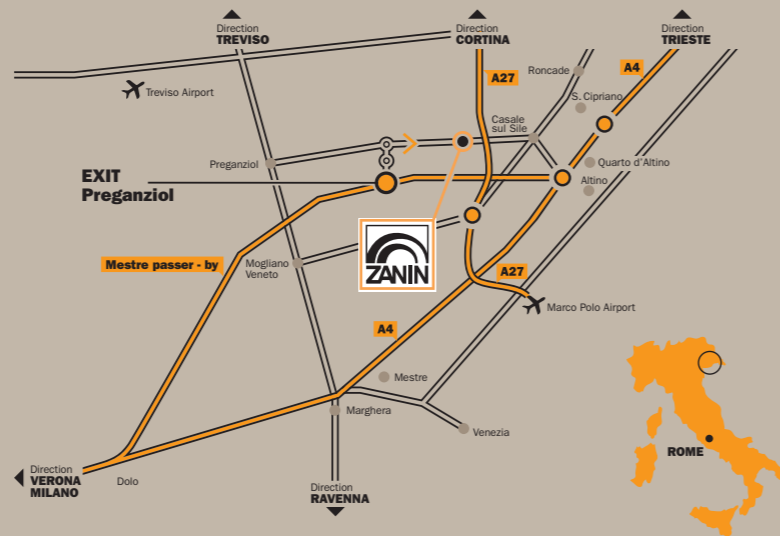 Direction
TREVISO
Direction
CORTINA
Direction
TRIESTE
A27
A4
Roncade
Treviso Airport
S. Cipriano
Casale
sul Sile
Preganziol
Quarto d'Altino
EXIT
Preganziol
Altino
ZANIN
Mestre passer - by
Mogliano
Veneto
A27
Marco Polo Airport
A4
Mestre
Marghera
Venezia
ROME
Direction
VERONA
MILANO
Dolo
Direction
RAVENNA